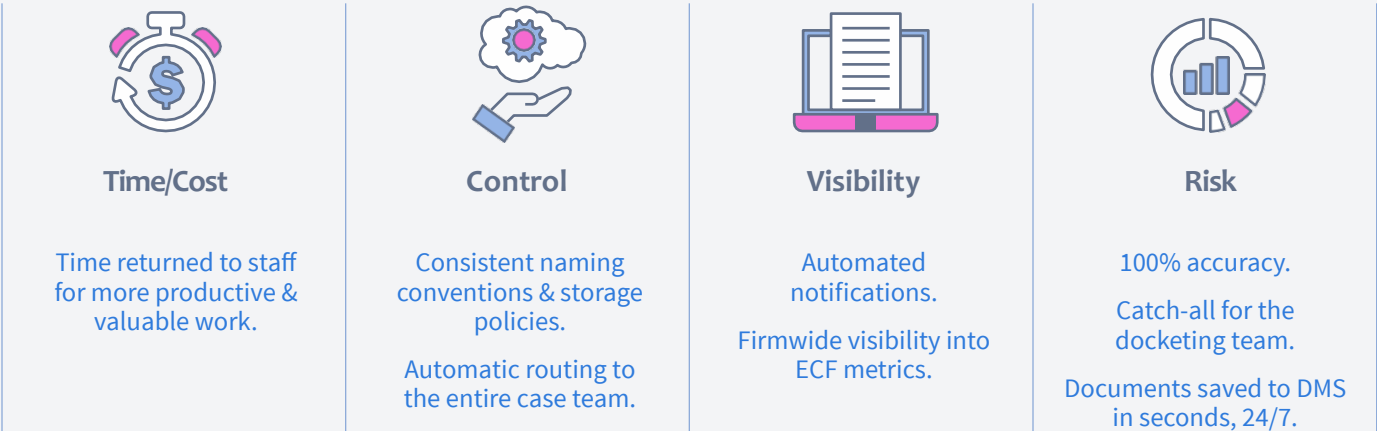 $
Time/Cost
Time returned to staff
for more productive &
valuable work.
Control
Consistent naming
conventions & storage
policies.
Automatic routing to
the entire case team.
Visibility
Automated
notifications.
Firmwide visibility into
ECF metrics.
Risk
100% accuracy.
Catch-all for the
docketing team.
Documents saved to DMS
in seconds, 24/7.